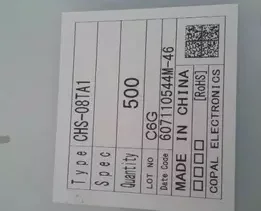 Type CHS-08TA1
Spec
Quantity 500
LOT NO C6G
Date Code 607110544M-46
MADE IN CHINA
[RoHS]
COPAL ELECTRONICS